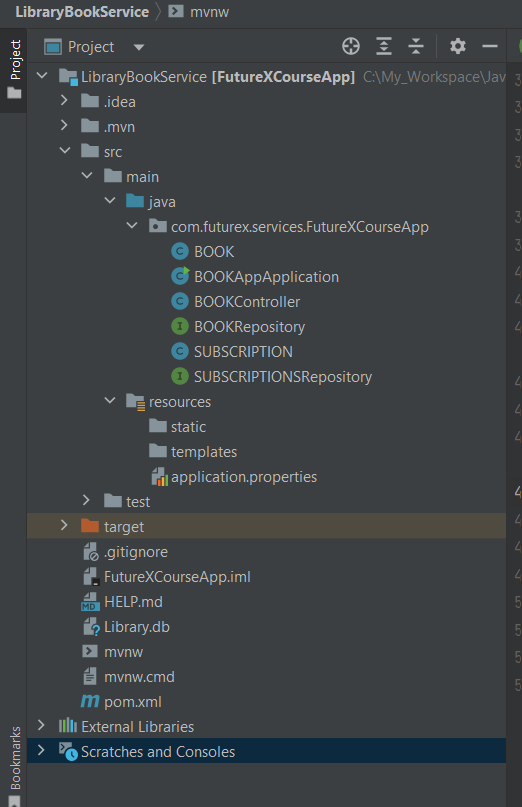 LibraryBookService mvnw
Project
Project
LibraryBookService [FutureXCourseApp] C:\My_Workspace\Jav
.idea
.mvn
src
main
java
com.futurex.services.FutureXCourseApp
C BOOK
C BOOKAppApplication
C BOOKController
I BOOKRepository
C SUBSCRIPTION
I SUBSCRIPTIONSRepository
resources
static
templates
application.properties
test
target
.gitignore
FutureXCourseApp.iml
MD HELP.md
Library.db
mvnw
mvnw.cmd
m pom.xml
External Libraries
Scratches and Consoles
Bookmarks